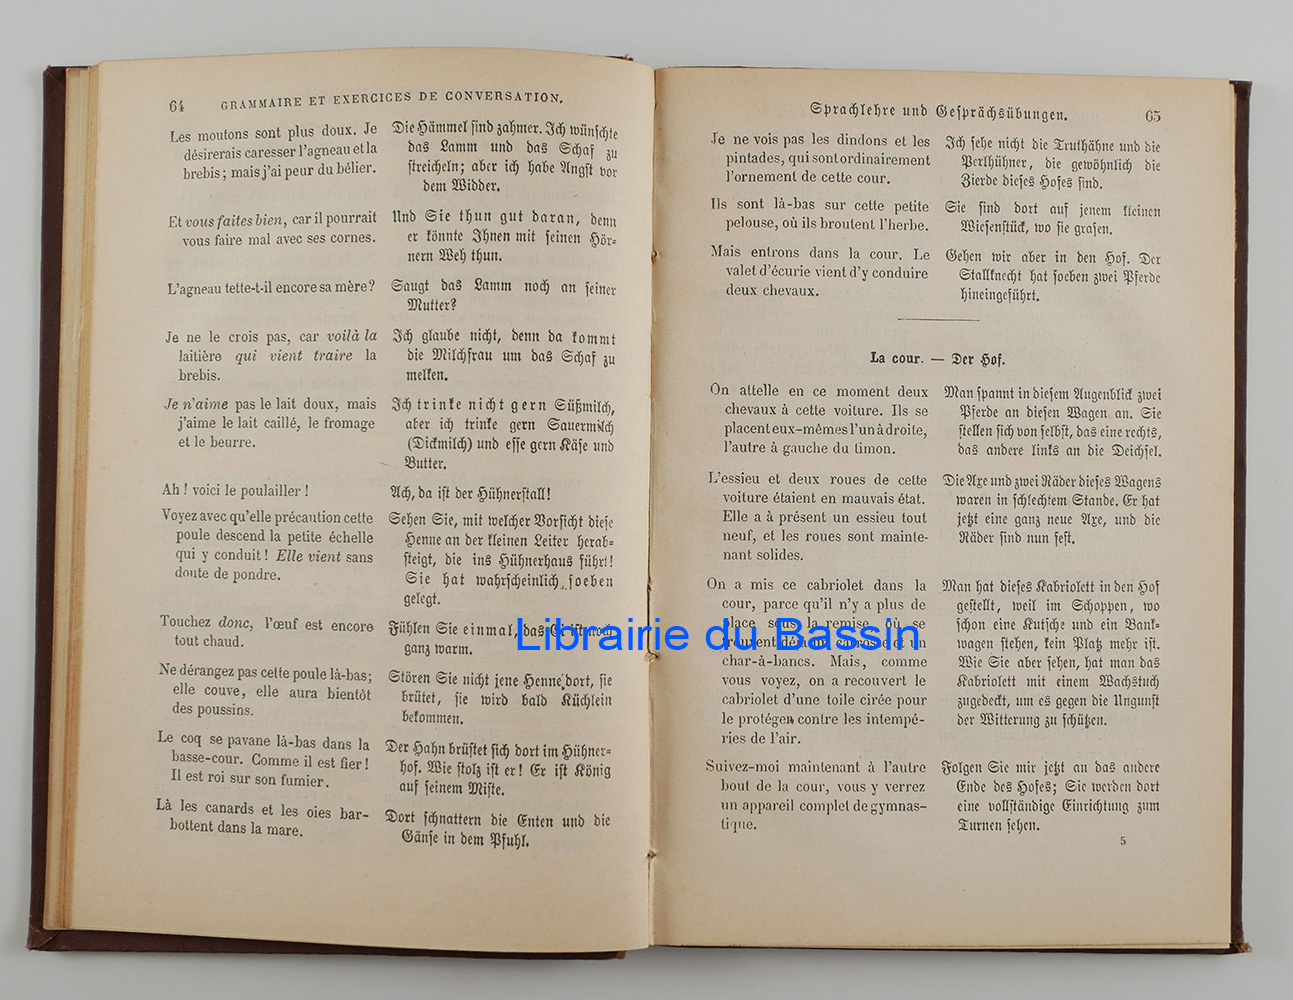 64 GRAMMAIRE ET EXERCICES DE CONVERSATION.
Les moutons sont plus doux. Je
désirerais caresser l'agneau et la
brebis; mais j'ai peur du bélier.
Et vous faites bien, car il pourrait
vous faire mal avec ses cornes.
L'agneau tette-t-il encore sa mère?
Je ne le crois pas, car voilà la
laitière qui vient traire la
brebis.
Je n'aime pas le lait doux, mais
j'aime le lait caillé, le fromage
et le beurre.
Ah! voici le poulailler!
Voyez avec qu'elle précaution cette
poule descend la petite échelle
qui y conduit! Elle vient sans
doute de pondre.
Touchez donc, l'œuf est encore
tout chaud.
Ne dérangez pas cette poule là-bas;
elle couve, elle aura bientôt
des poussins.
Le coq se pavane là-bas dans la
basse-cour. Comme il est fier!
Il est roi sur son fumier.
Là les canards et les oies bar-
bottent dans la mare.
Die Hämmel sind zahmer. Ich wünschte
das Lamm und das Schaf zu
streicheln; aber ich habe Angst vor
dem Widder.
Und Sie thun gut daran, denn
er könnte Ihnen mit seinen Hör-
nern Weh thun.
Saugt das Lamm noch an seiner
Mutter?
Ich glaube nicht, denn da kommt
die Milchfrau um das Schaf zu
melken.
Ich trinke nicht gern Süßmilch,
aber ich trinke gern Sauermilch
(Dickmilch) und esse gern Käse und
Butter.
Ach, da ist der Hühnerstall!
Sehen Sie, mit welcher Vorsicht diese
Henne an der kleinen Leiter herab-
steigt, die ins Hühnerhaus führt!
Sie hat wahrscheinlich soeben
gelegt.
Fühlen Sie einmal, das Ei ist noch
ganz warm.
Stören Sie nicht jene Henne dort, sie
brütet, sie wird bald Küchlein
bekommen.
Der Hahn brüstet sich dort im Hühner-
hof. Wie stolz ist er! Er ist König
auf seinem Miste.
Dort schnattern die Enten und die
Gänse in dem Pfuhl.
Sprachlehre und Gesprächsübungen. 65
Je ne vois pas les dindons et les
pintades, qui sont ordinairement
l'ornement de cette cour.
Ils sont là-bas sur cette petite
pelouse, où ils broutent l'herbe.
Mais entrons dans la cour. Le
valet d'écurie vient d'y conduire
deux chevaux.
Ich sehe nicht die Truthähne und die
Perlhühner, die gewöhnlich die
Zierde dieses Hofes sind.
Sie sind dort auf jenem kleinen
Wiesenstück, wo sie grasen.
Gehen wir aber in den Hof. Der
Stallknecht hat soeben zwei Pferde
hineingeführt.
La cour. — Der Hof.
On attelle en ce moment deux
chevaux à cette voiture. Ils se
placent eux-mêmes l'un à droite,
l'autre à gauche du timon.
L'essieu et deux roues de cette
voiture étaient en mauvais état.
Elle a à présent un essieu tout
neuf, et les roues sont mainte-
nant solides.
On a mis ce cabriolet dans la
cour, parce qu'il n'y a plus de
place sous la remise, où se
trouvent déjà un carrosse et un
char-à-bancs. Mais, comme
vous voyez, on a recouvert le
cabriolet d'une toile cirée pour
le protéger contre les intempé-
ries de l'air.
Suivez-moi maintenant à l'autre
bout de la cour, vous y verrez
un appareil complet de gymnas-
tique.
Man spannt in diesem Augenblick zwei
Pferde an diesen Wagen an. Sie
stellen sich von selbst, das eine rechts,
das andere links an die Deichsel.
Die Axe und zwei Räder dieses Wagens
waren in schlechtem Stande. Er hat
jetzt eine ganz neue Axe, und die
Räder sind nun fest.
Man hat dieses Kabriolett in den Hof
gestellt, weil im Schoppen, wo
schon eine Kutsche und ein Bank-
wagen stehen, kein Platz mehr ist.
Wie Sie aber sehen, hat man das
Kabriolett mit einem Wachstuch
zugedeckt, um es gegen die Ungunst
der Witterung zu schützen.
Folgen Sie mir jetzt an das andere
Ende des Hofes; Sie werden dort
eine vollständige Einrichtung zum
Turnen sehen.
5
Librairie du Bassin